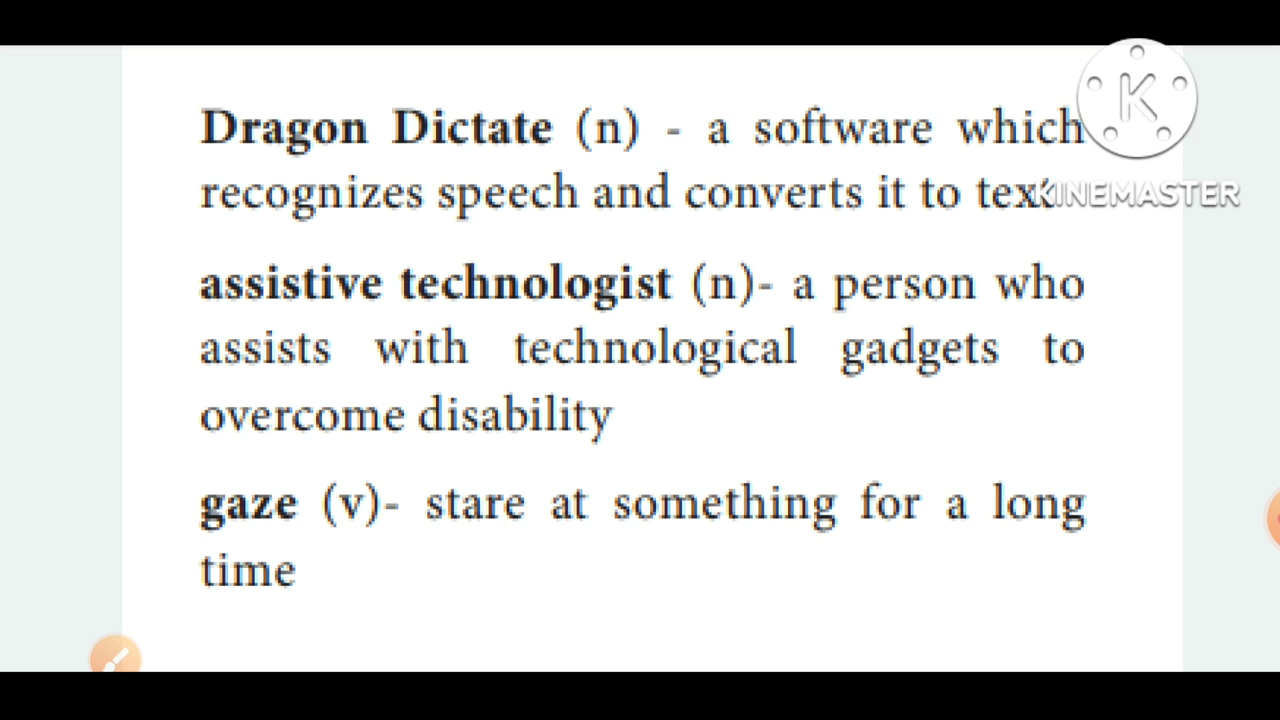 Dragon Dictate (n) - a software which
recognizes speech and converts it to text
KINEMASTER
assistive technologist (n)- a person who
assists with technological gadgets to
overcome disability
gaze (v)- stare at something for a long
time